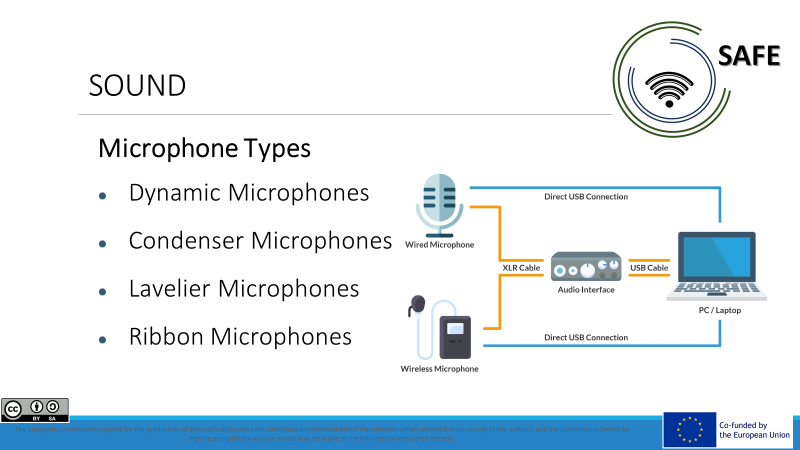 SAFE
SOUND
Microphone Types
Dynamic Microphones
Condenser Microphones
Lavelier Microphones
Ribbon Microphones
Direct USB Connection
Wired Microphone
XLR Cable
USB Cable
Audio Interface
PC / Laptop
Direct USB Connection
Wireless Microphone
cc
BY SA
The European Commission support for the production of this publication does not constitute an endorsement of the contents which reflects the views only of the authors, and the Commission cannot be
held responsible for any use which may be made of the information contained therein.
Co-funded by
the European Union